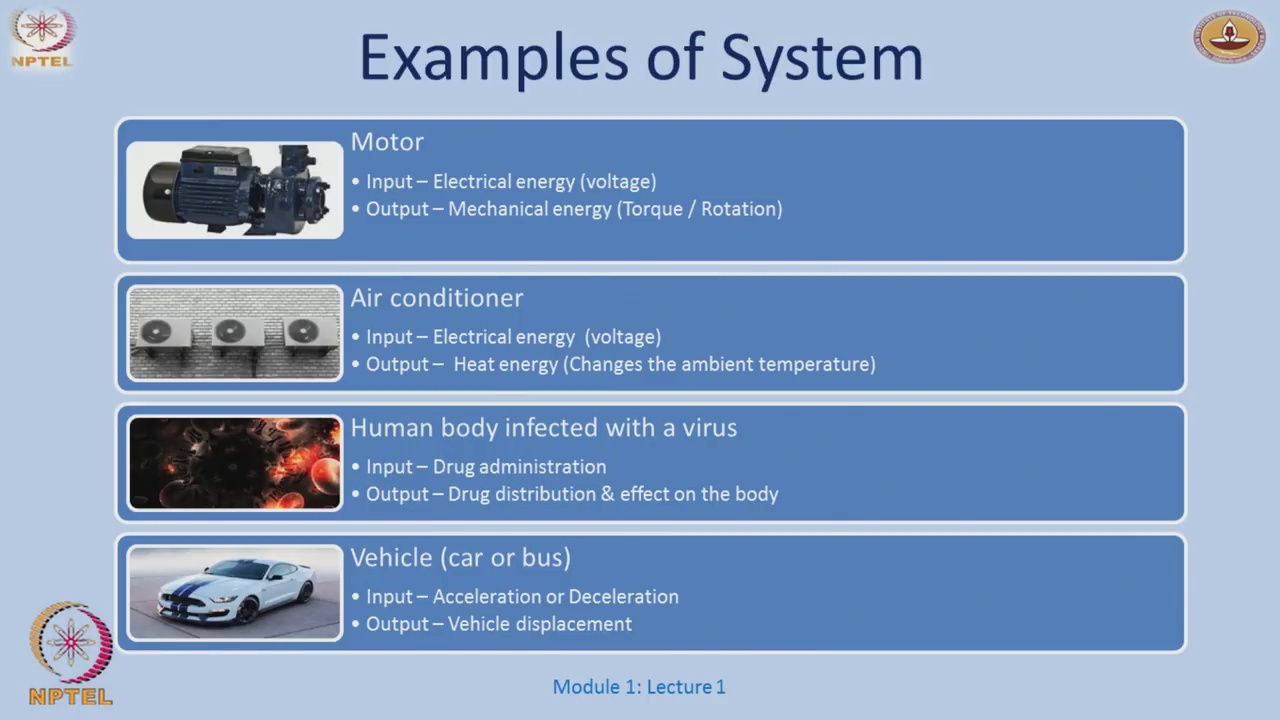 NPTEL
Examples of System
Motor
• Input – Electrical energy (voltage)
• Output – Mechanical energy (Torque / Rotation)
Air conditioner
• Input – Electrical energy (voltage)
• Output – Heat energy (Changes the ambient temperature)
Human body infected with a virus
• Input – Drug administration
• Output – Drug distribution & effect on the body
Vehicle (car or bus)
• Input – Acceleration or Deceleration
• Output – Vehicle displacement
NPTEL
Module 1: Lecture 1